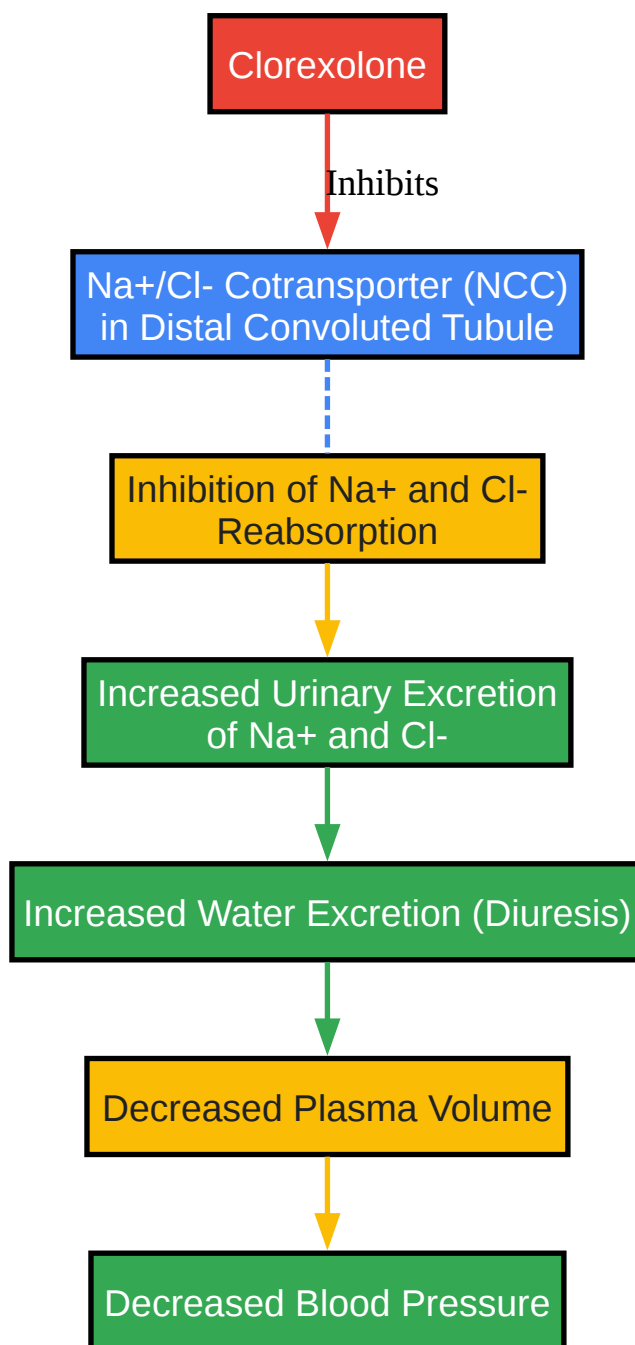 Clorexolone
Inhibits
Na+/Cl- Cotransporter (NCC)
in Distal Convoluted Tubule
Inhibition of Na+ and Cl-
Reabsorption
Increased Urinary Excretion
of Na+ and Cl-
Increased Water Excretion (Diuresis)
Decreased Plasma Volume
Decreased Blood Pressure